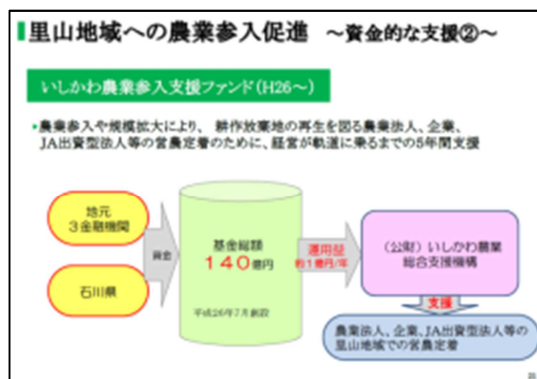 里山地域への農業参入促進 ～資金的な支援②～
いしかわ農業参入支援ファンド(H26～)
▪農業参入や規模拡大により、 耕作放棄地の再生を図る農業法人、企業、
JA出資型法人等の営農定着のために、経営が軌道に乗るまでの5年間支援
地元
3金融機関
石川県
資金
基金総額
140億円
平成26年7月創設
運用益
約1億円/年
(公財)いしかわ農業
総合支援機構
支援
農業法人、企業、JA出資型法人等の
里山地域での営農定着